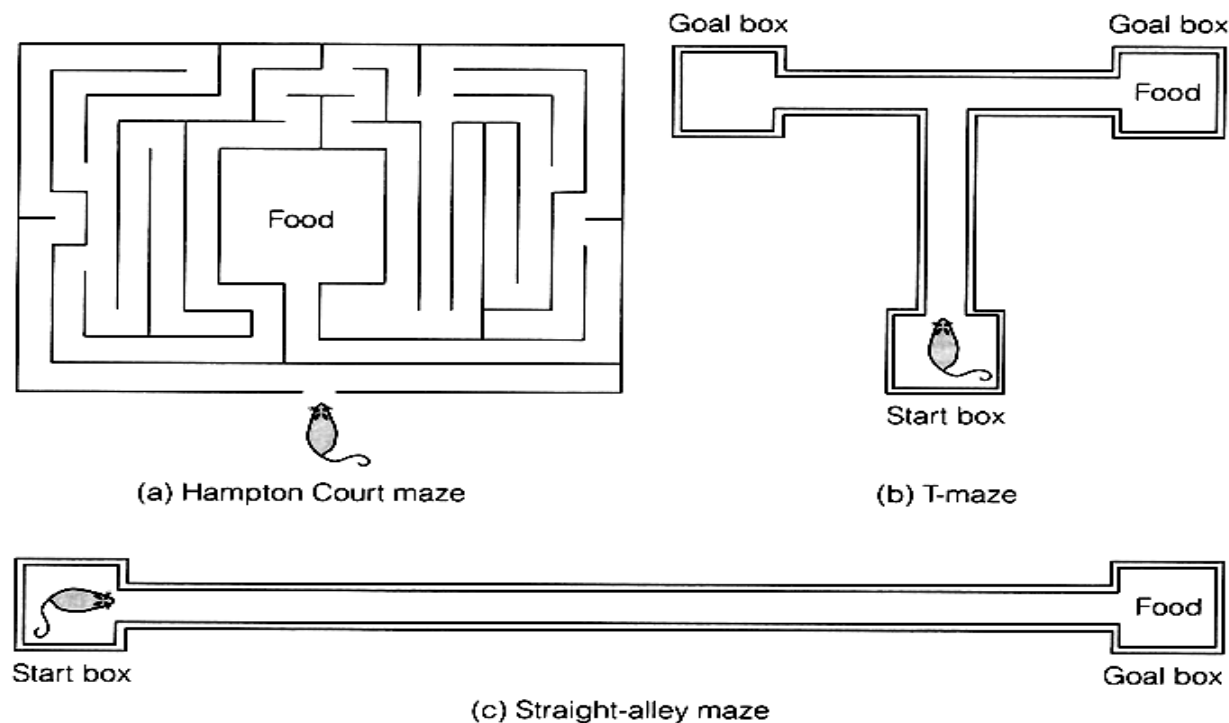 Goal box
Goal box
Food
Food
Start box
(a) Hampton Court maze
(b) T-maze
Food
Start box
Goal box
(c) Straight-alley maze